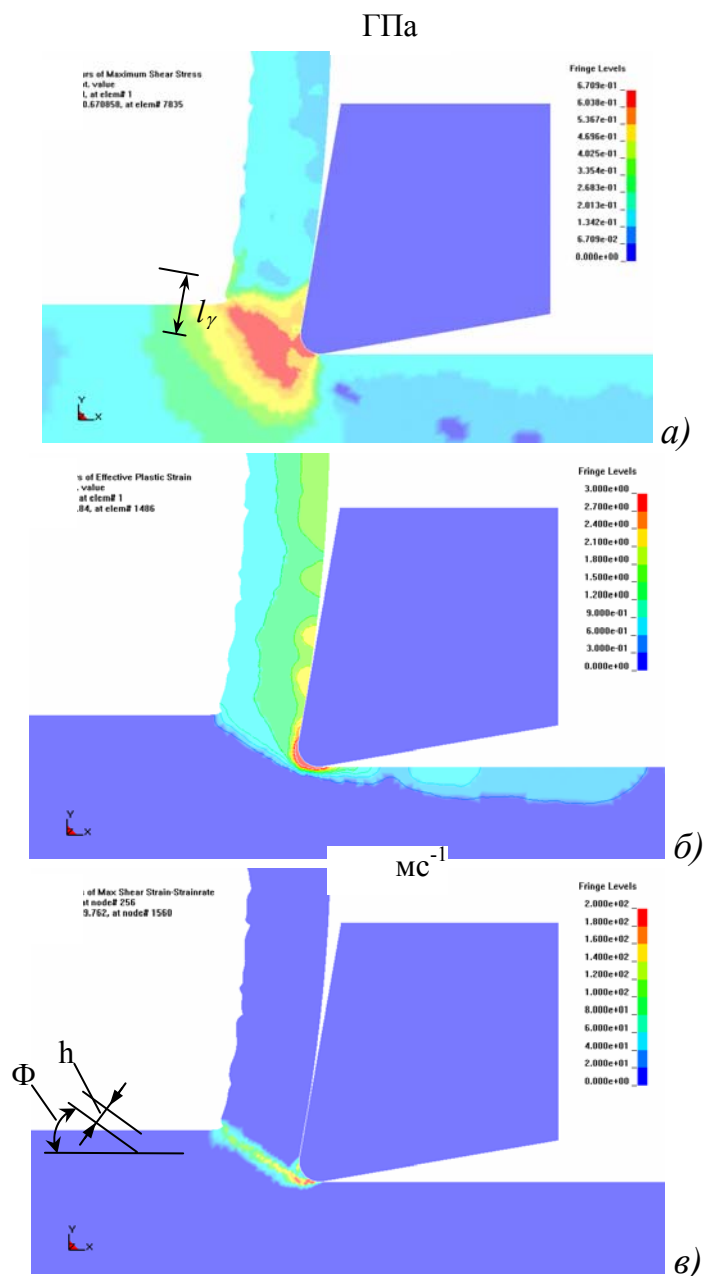 ГПа
urs of Maximum Shear Stress
value
at elem# 1
0.670858, at elem# 7835
Fringe Levels
6.709e-01
6.038e-01
5.367e-01
4.696e-01
4.025e-01
3.354e-01
2.683e-01
2.013e-01
1.342e-01
6.709e-02
0.000e+00
lγ
Y
X
а)
s of Effective Plastic Strain
value
at elem# 1
.84, at elem# 1486
Fringe Levels
3.000e+00
2.700e+00
2.400e+00
2.100e+00
1.800e+00
1.500e+00
1.200e+00
9.000e-01
6.000e-01
3.000e-01
0.000e+00
Y
X
б)
мс⁻¹
s of Max Shear Strain-Strainrate
at node# 256
9.762, at node# 1560
Fringe Levels
2.000e+02
1.800e+02
1.600e+02
1.400e+02
1.200e+02
1.000e+02
8.000e+01
6.000e+01
4.000e+01
2.000e+01
0.000e+00
h
Ф
Y
X
в)